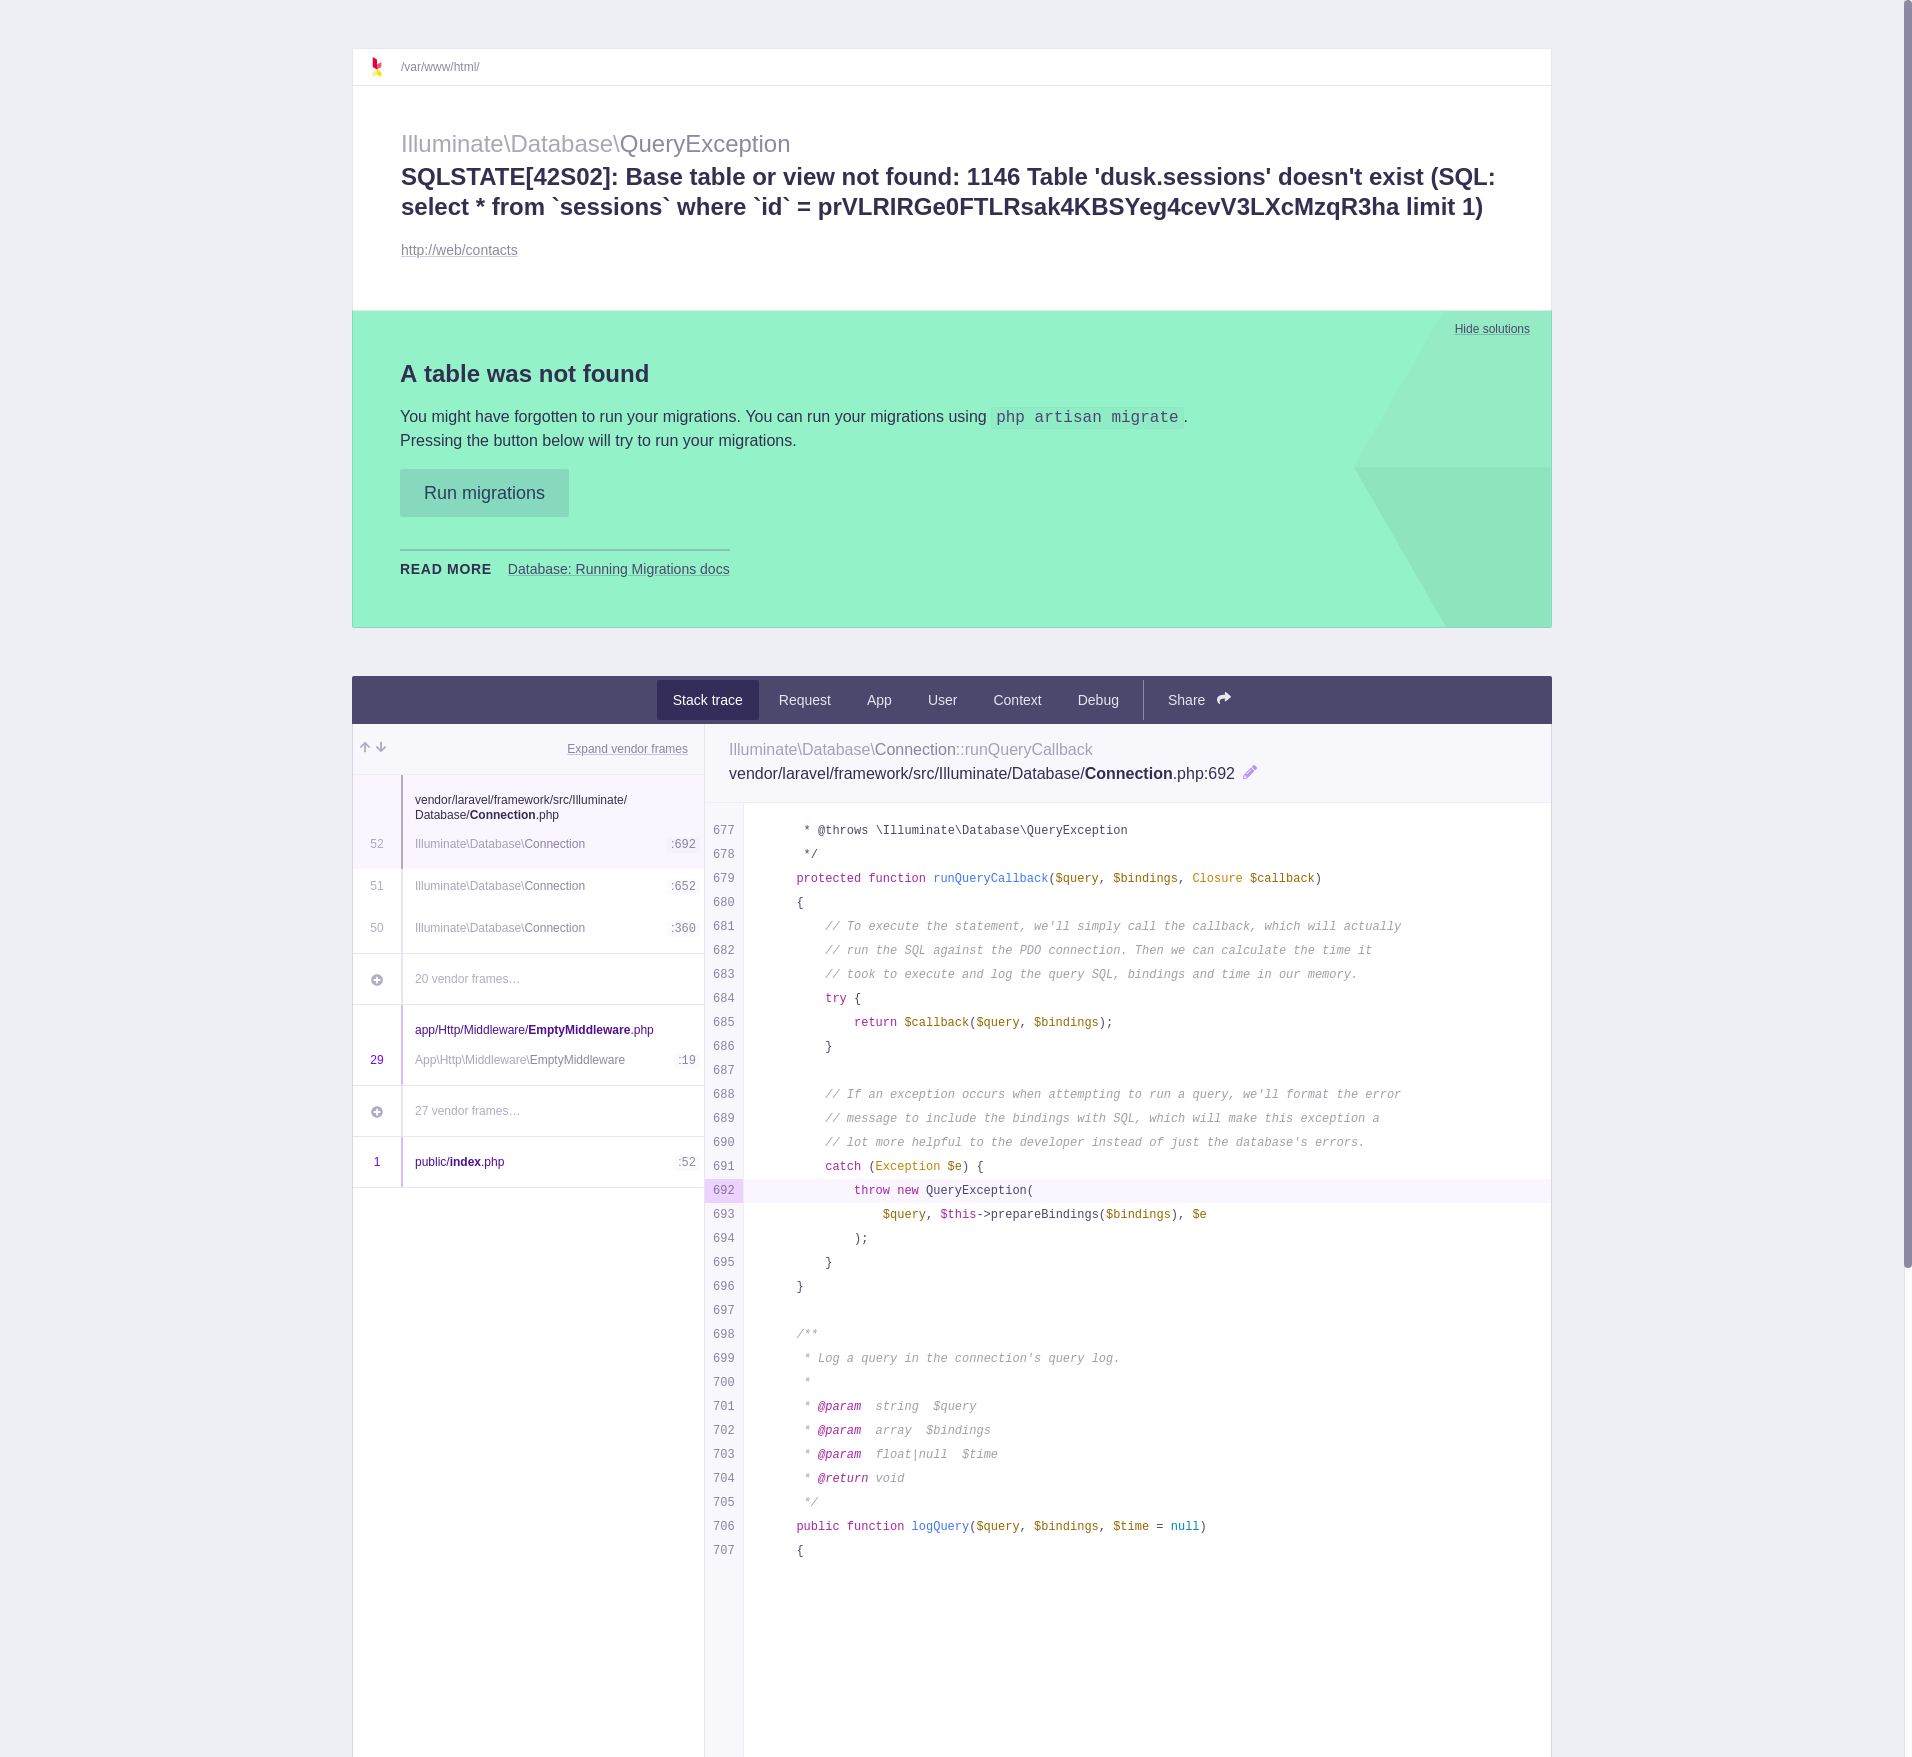 /var/www/html/
Illuminate\Database\QueryException
SQLSTATE[42S02]: Base table or view not found: 1146 Table 'dusk.sessions' doesn't exist (SQL:
select * from `sessions` where `id` = prVLRIRGe0FTLRsak4KBSYeg4cevV3LXcMzqR3ha limit 1)
http://web/contacts
Hide solutions
A table was not found
You might have forgotten to run your migrations. You can run your migrations using php artisan migrate.
Pressing the button below will try to run your migrations.
Run migrations
READ MORE Database: Running Migrations docs
Stack trace Request App User Context Debug Share
Expand vendor frames
vendor/laravel/framework/src/Illuminate/
Database/Connection.php
52 Illuminate\Database\Connection :692
51 Illuminate\Database\Connection :652
50 Illuminate\Database\Connection :360
20 vendor frames…
app/Http/Middleware/EmptyMiddleware.php
29 App\Http\Middleware\EmptyMiddleware :19
27 vendor frames…
1 public/index.php :52
Illuminate\Database\Connection::runQueryCallback
vendor/laravel/framework/src/Illuminate/Database/Connection.php:692
677      * @throws \Illuminate\Database\QueryException
678      */
679     protected function runQueryCallback($query, $bindings, Closure $callback)
680     {
681         // To execute the statement, we'll simply call the callback, which will actually
682         // run the SQL against the PDO connection. Then we can calculate the time it
683         // took to execute and log the query SQL, bindings and time in our memory.
684         try {
685             return $callback($query, $bindings);
686         }
687
688         // If an exception occurs when attempting to run a query, we'll format the error
689         // message to include the bindings with SQL, which will make this exception a
690         // lot more helpful to the developer instead of just the database's errors.
691         catch (Exception $e) {
692             throw new QueryException(
693                 $query, $this->prepareBindings($bindings), $e
694             );
695         }
696     }
697
698     /**
699      * Log a query in the connection's query log.
700      *
701      * @param  string  $query
702      * @param  array  $bindings
703      * @param  float|null  $time
704      * @return void
705      */
706     public function logQuery($query, $bindings, $time = null)
707     {